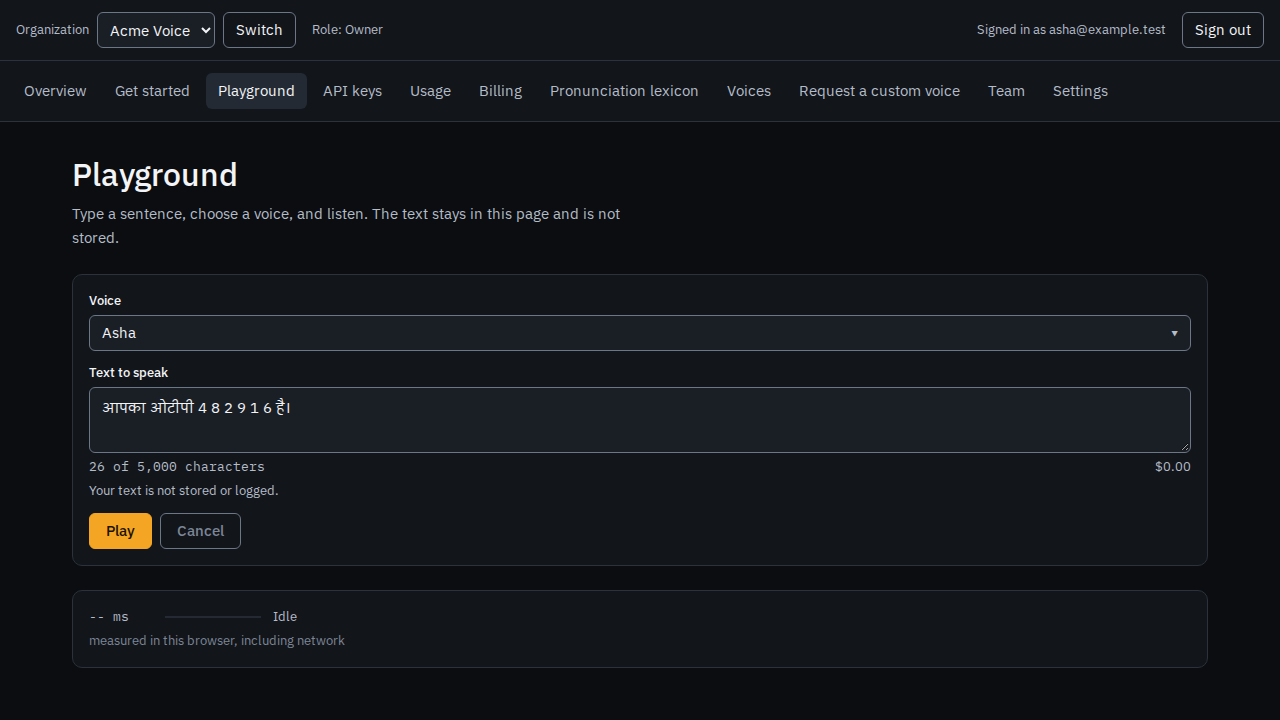 Organization Acme Voice Switch Role: Owner Signed in as asha@example.test Sign out
Overview Get started Playground API keys Usage Billing Pronunciation lexicon Voices Request a custom voice Team Settings
Playground
Type a sentence, choose a voice, and listen. The text stays in this page and is not
stored.
Voice
Asha
Text to speak
आपका ओटीपी 4 8 2 9 1 6 है।
26 of 5,000 characters $0.00
Your text is not stored or logged.
Play Cancel
-- ms Idle
measured in this browser, including network